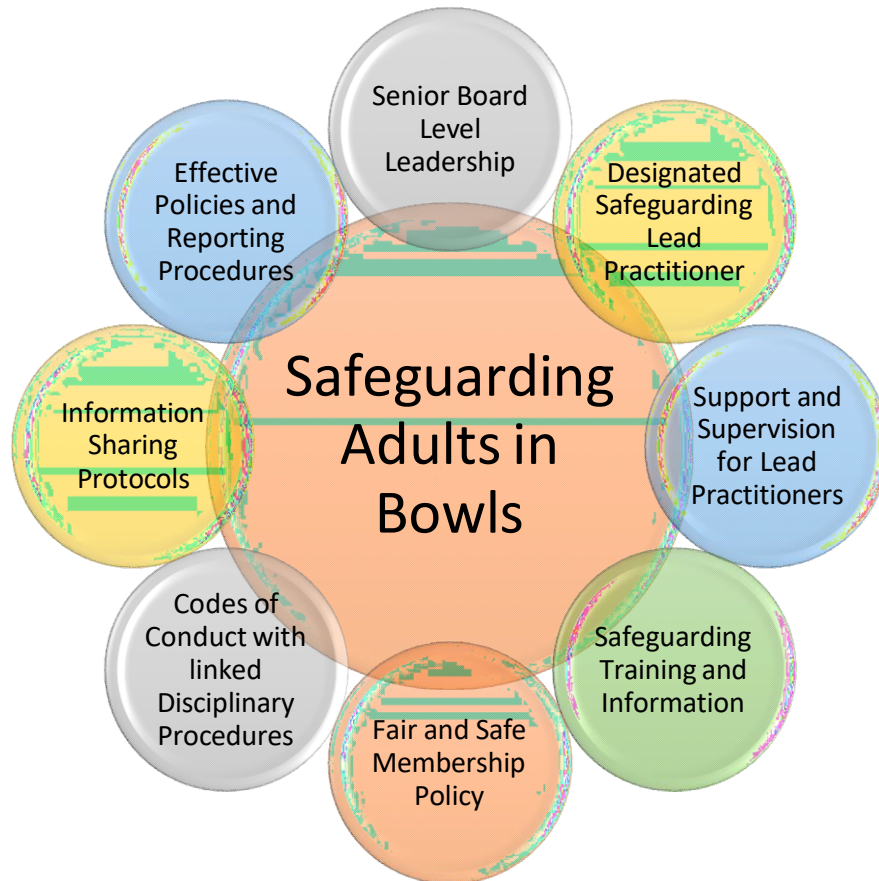 Senior Board
Level
Leadership
Designated
Safeguarding
Lead
Practitioner
Support and
Supervision
for Lead
Practitioners
Safeguarding
Training and
Information
Fair and Safe
Membership
Policy
Codes of
Conduct with
linked
Disciplinary
Procedures
Information
Sharing
Protocols
Effective
Policies and
Reporting
Procedures
Safeguarding
Adults in
Bowls